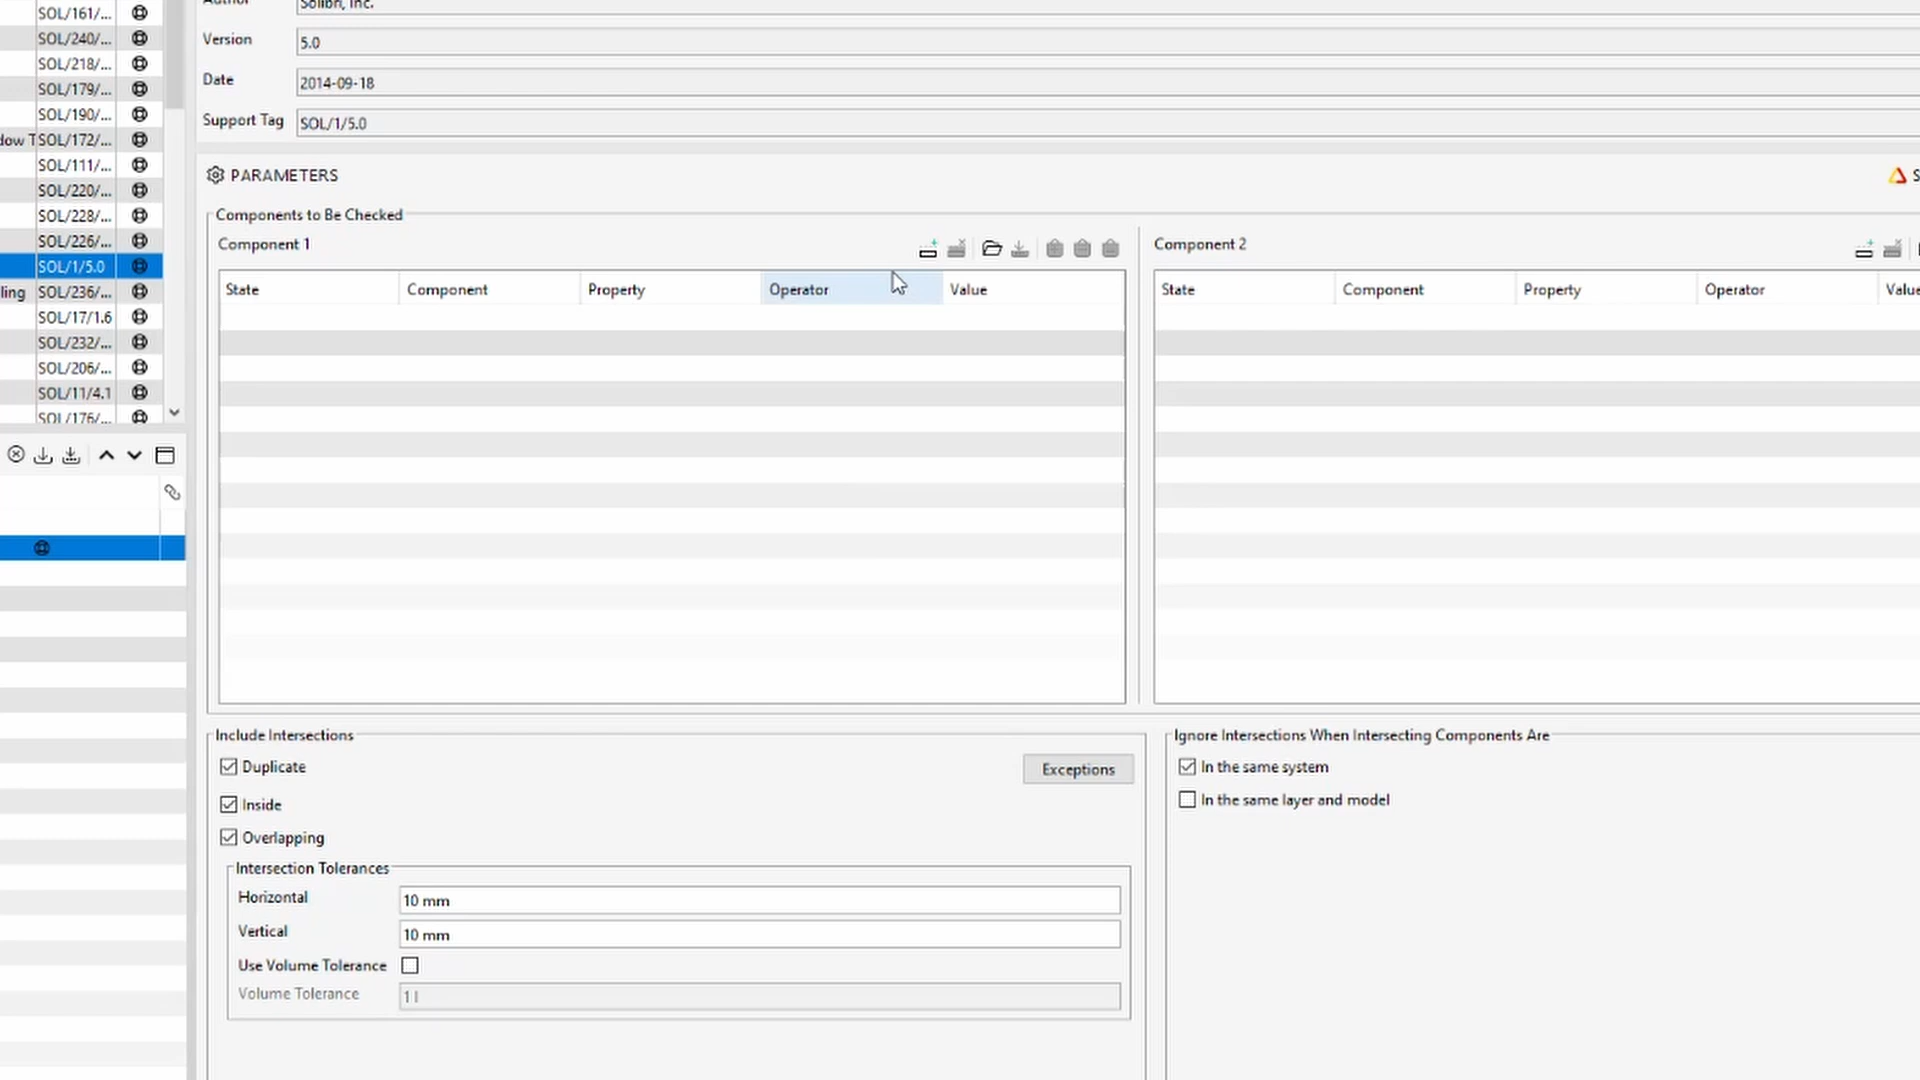 Author Solibri, Inc.
Version 5.0
Date 2014-09-18
Support Tag SOL/1/5.0
SOL/161/...
SOL/240/...
SOL/218/...
SOL/179/...
SOL/190/...
dow T SOL/172/...
SOL/111/...
SOL/220/...
SOL/228/...
SOL/226/...
SOL/1/5.0
ling SOL/236/...
SOL/17/1.6
SOL/232/...
SOL/206/...
SOL/11/4.1
SOL/176/...
PARAMETERS
S
Components to Be Checked
Component 1
State Component Property Operator Value
Component 2
State Component Property Operator Value
Include Intersections
Duplicate
Exceptions
Inside
Overlapping
Intersection Tolerances
Horizontal 10 mm
Vertical 10 mm
Use Volume Tolerance
Volume Tolerance 1 l
Ignore Intersections When Intersecting Components Are
In the same system
In the same layer and model